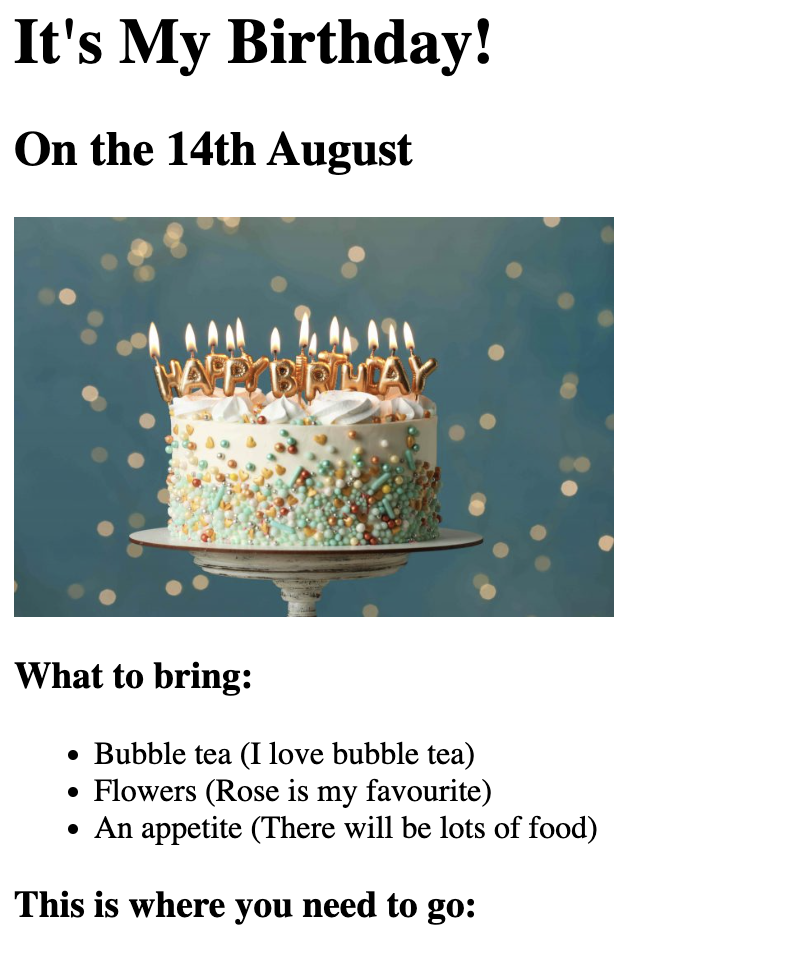 It's My Birthday!
On the 14th August
HAPPY BIRTHDAY
What to bring:
• Bubble tea (I love bubble tea)
• Flowers (Rose is my favourite)
• An appetite (There will be lots of food)
This is where you need to go: